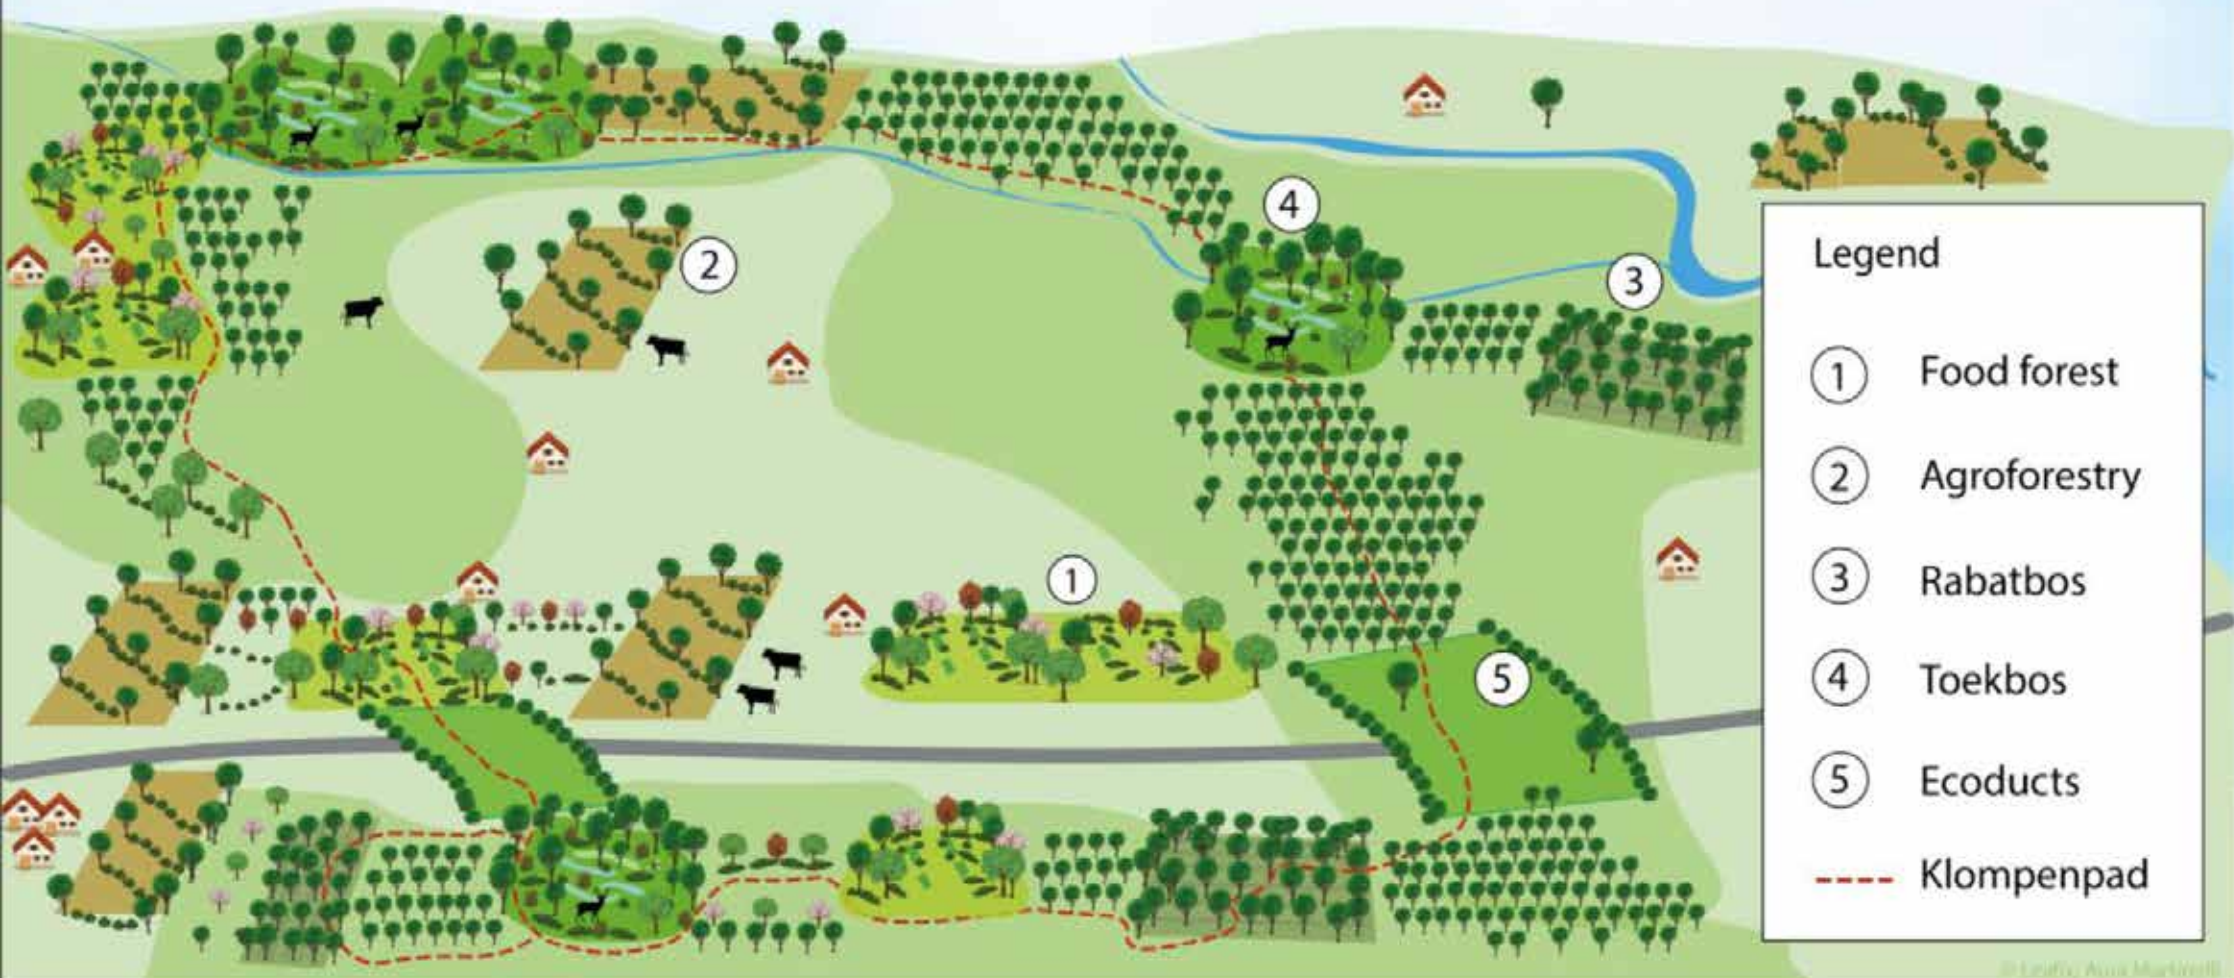 4
2
3
1
5
Legend
1 Food forest
2 Agroforestry
3 Rabatbos
4 Toekbos
5 Ecoducts
Klompenpad